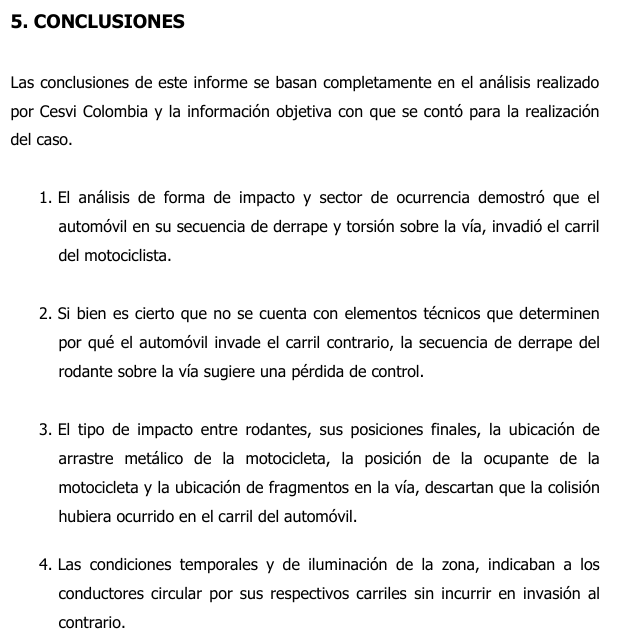 5. CONCLUSIONES
Las conclusiones de este informe se basan completamente en el análisis realizado
por Cesvi Colombia y la información objetiva con que se contó para la realización
del caso.
1. El análisis de forma de impacto y sector de ocurrencia demostró que el
automóvil en su secuencia de derrape y torsión sobre la vía, invadió el carril
del motociclista.
2. Si bien es cierto que no se cuenta con elementos técnicos que determinen
por qué el automóvil invade el carril contrario, la secuencia de derrape del
rodante sobre la vía sugiere una pérdida de control.
3. El tipo de impacto entre rodantes, sus posiciones finales, la ubicación de
arrastre metálico de la motocicleta, la posición de la ocupante de la
motocicleta y la ubicación de fragmentos en la vía, descartan que la colisión
hubiera ocurrido en el carril del automóvil.
4. Las condiciones temporales y de iluminación de la zona, indicaban a los
conductores circular por sus respectivos carriles sin incurrir en invasión al
contrario.